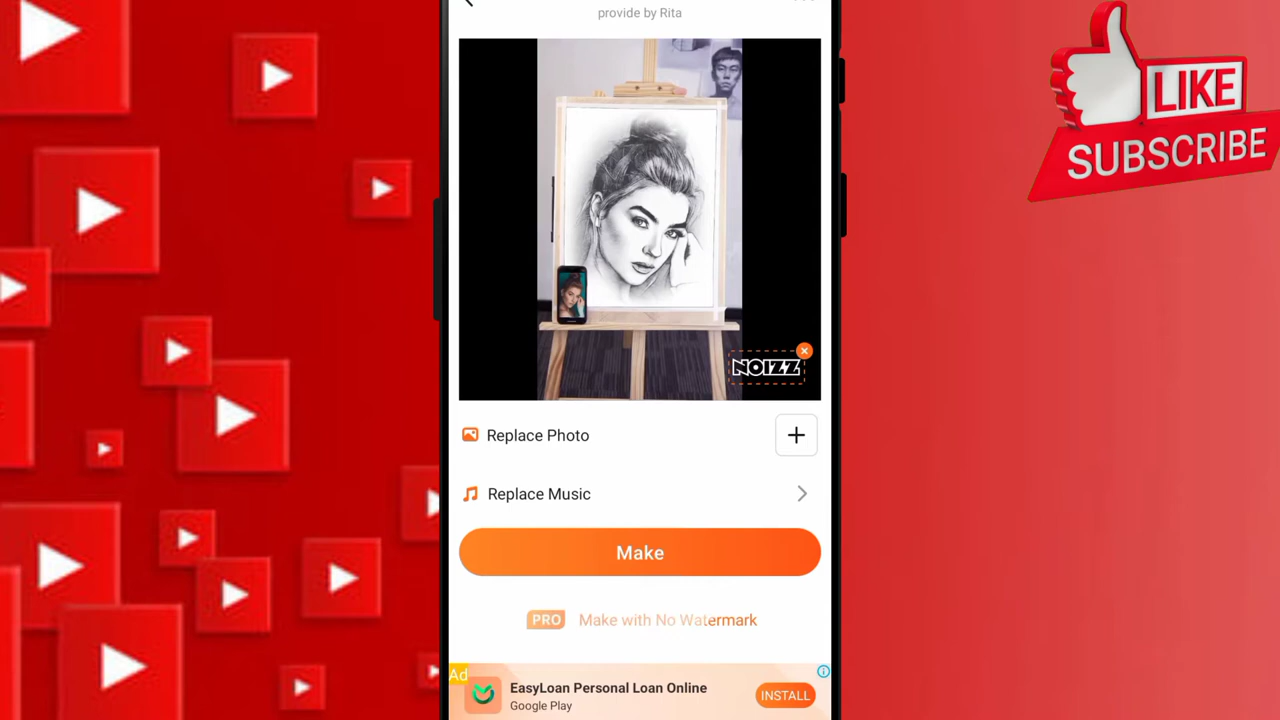 provide by Rita
LIKE
SUBSCRIBE
NOIZZ
Replace Photo
Replace Music
Make
PRO Make with No Watermark
Ad
EasyLoan Personal Loan Online
Google Play
INSTALL